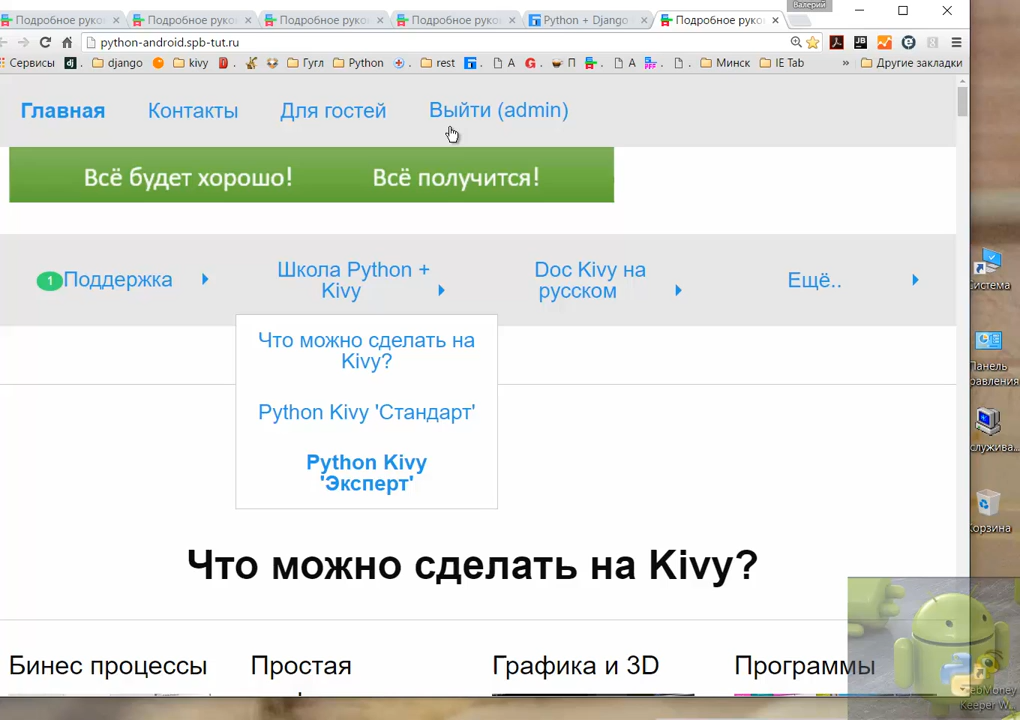 Валерий
Подробное руко
Подробное руко
Подробное руко
Подробное руко
Python + Django
Подробное руко
python-android.spb-tut.ru
Сервисы
django
kivy
Гугл
Python
rest
А
G.
П
А
Минск
IE Tab
»
Другие закладки
Главная
Контакты
Для гостей
Выйти (admin)
Всё будет хорошо!
Всё получится!
1
Поддержка
Школа Python +
Kivy
Doc Kivy на
русском
Ещё..
Что можно сделать на
Kivy?
Python Kivy 'Стандарт'
Python Kivy
'Эксперт'
Что можно сделать на Kivy?
Бинес процессы
Простая
Графика и 3D
Программы
система
Панель
равления
служива...
орзина
ebMoney
Keeper W...